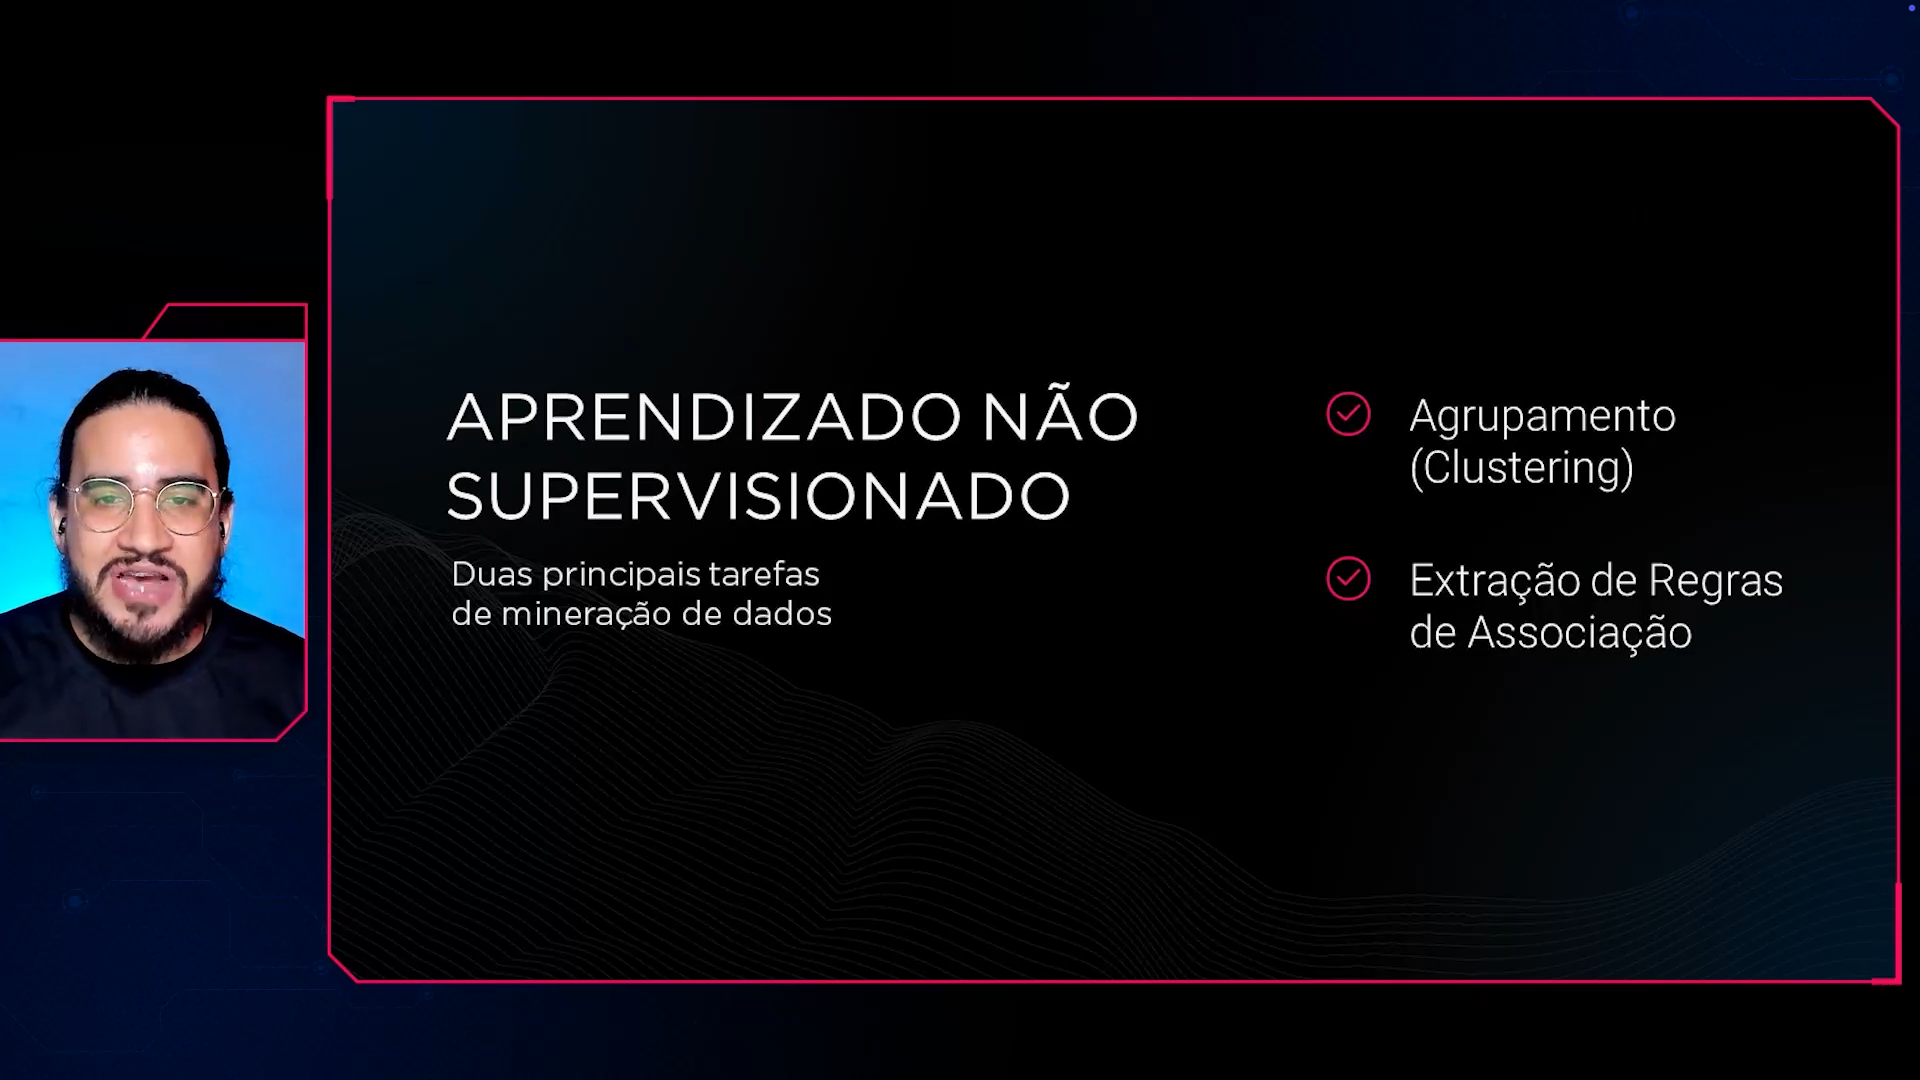 APRENDIZADO NÃO
SUPERVISIONADO
Duas principais tarefas
de mineração de dados
Agrupamento
(Clustering)
Extração de Regras
de Associação